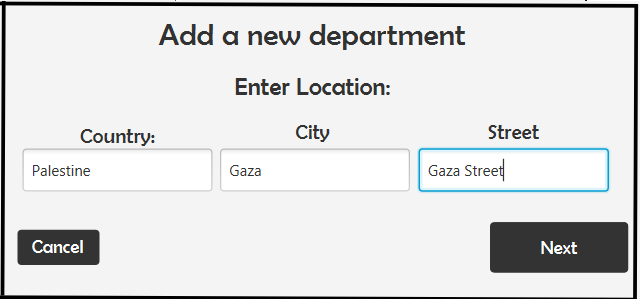 Add a new department
Enter Location:
Country: City Street
Palestine Gaza Gaza Street
Cancel Next